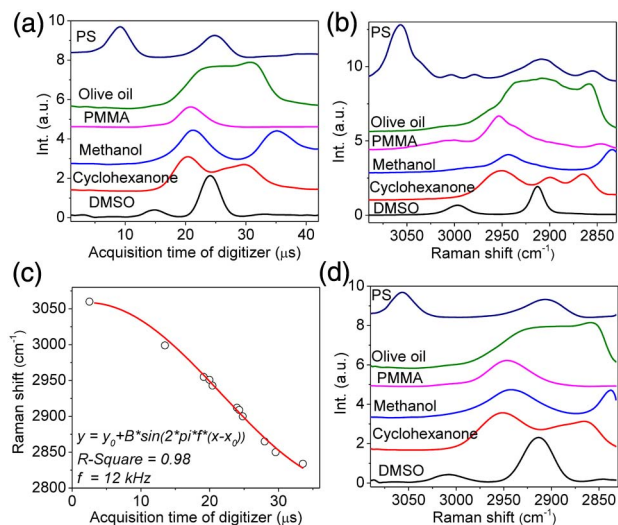 (a)
10
8
6
4
2
0
Int. (a.u.)
PS
Olive oil
PMMA
Methanol
Cyclohexanone
DMSO
10 20 30 40
Acquisition time of digitizer (μs)
(b)
10
5
0
Int. (a.u.)
PS
Olive oil
PMMA
Methanol
Cyclohexanone
DMSO
3050 3000 2950 2900 2850
Raman shift (cm⁻¹)
(c)
3050
3000
2950
2900
2850
2800
Raman shift (cm⁻¹)
y = y₀+B*sin(2*pi*f*(x-x₀))
R-Square = 0.98
f = 12 kHz
0 10 20 30
Acquisition time of digitizer (μs)
(d)
10
8
6
4
2
0
Int. (a.u.)
PS
Olive oil
PMMA
Methanol
Cyclohexanone
DMSO
3050 3000 2950 2900 2850
Raman shift (cm⁻¹)